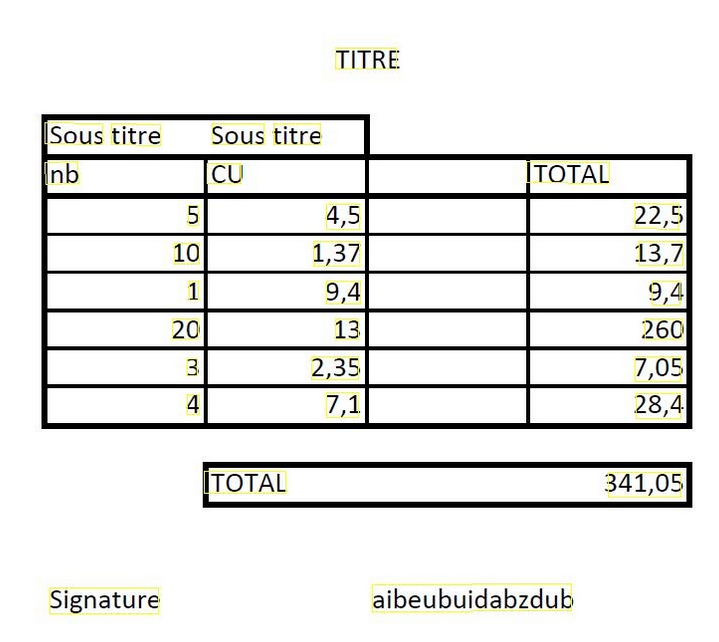 TITRE
Sous titre Sous titre
nb CU TOTAL
5 4,5 22,5
10 1,37 13,7
1 9,4 9,4
20 13 260
3 2,35 7,05
4 7,1 28,4
TOTAL 341,05
Signature aibeubuidabzdub